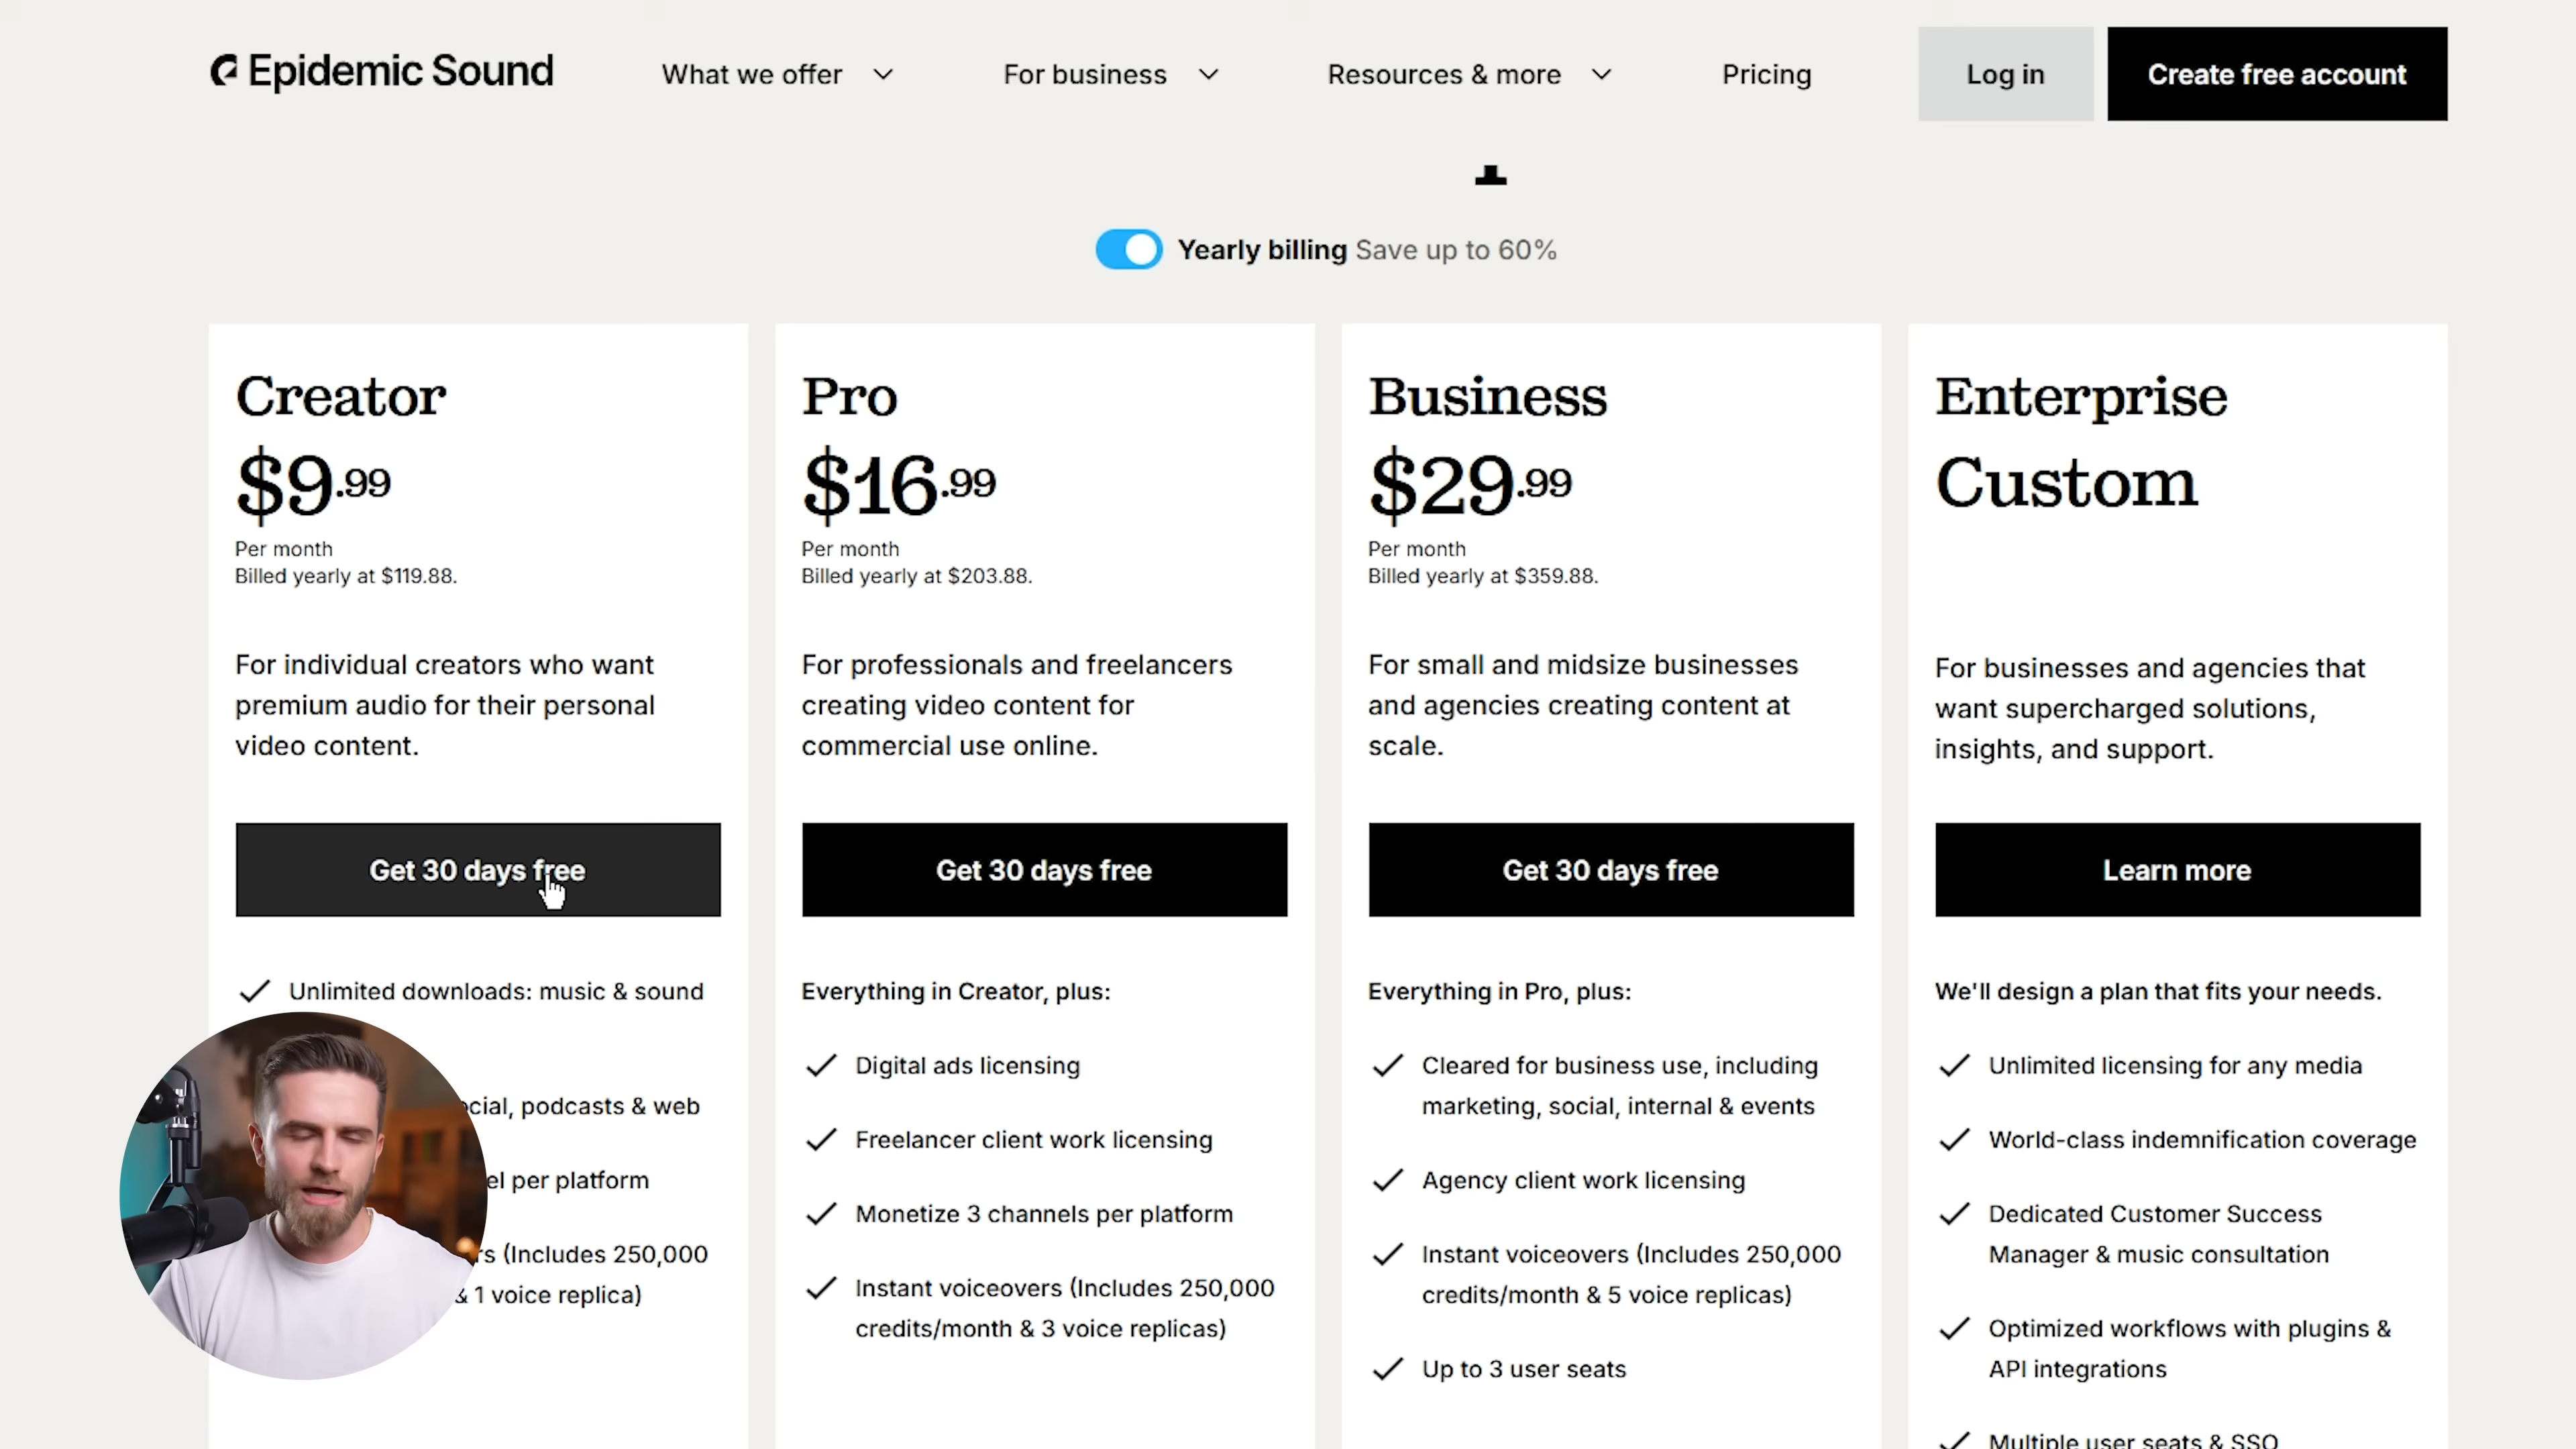 Epidemic Sound
What we offer
For business
Resources & more
Pricing
Log in
Create free account
Yearly billing Save up to 60%
Creator
$9.99
Per month
Billed yearly at $119.88.
For individual creators who want
premium audio for their personal
video content.
Get 30 days free
Unlimited downloads: music & sound
podcasts & web
per platform
(Includes 250,000
& 1 voice replica)
Pro
$16.99
Per month
Billed yearly at $203.88.
For professionals and freelancers
creating video content for
commercial use online.
Get 30 days free
Everything in Creator, plus:
Digital ads licensing
Freelancer client work licensing
Monetize 3 channels per platform
Instant voiceovers (Includes 250,000
credits/month & 3 voice replicas)
Business
$29.99
Per month
Billed yearly at $359.88.
For small and midsize businesses
and agencies creating content at
scale.
Get 30 days free
Everything in Pro, plus:
Cleared for business use, including
marketing, social, internal & events
Agency client work licensing
Instant voiceovers (Includes 250,000
credits/month & 5 voice replicas)
Up to 3 user seats
Enterprise
Custom
For businesses and agencies that
want supercharged solutions,
insights, and support.
Learn more
We'll design a plan that fits your needs.
Unlimited licensing for any media
World-class indemnification coverage
Dedicated Customer Success
Manager & music consultation
Optimized workflows with plugins &
API integrations
Multiple user seats & SSO